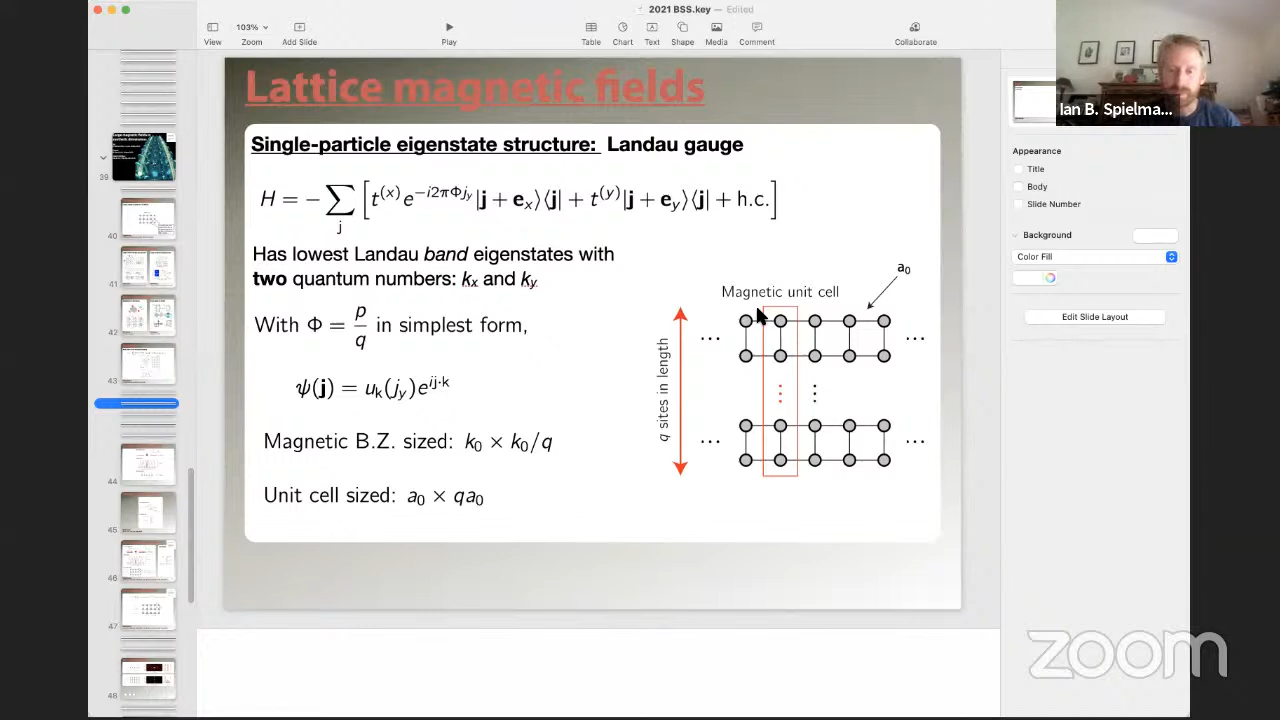 2021 BSS.key — Edited
103%
View Zoom Add Slide Play Table Chart Text Shape Media Comment Collaborate
Ian B. Spielma...
Lattice magnetic fields
Single-particle eigenstate structure: Landau gauge
H = − ∑_j [ t^(x) e^{−i2πΦj_y} |j + e_x⟩⟨j| + t^(y) |j + e_y⟩⟨j| + h.c. ]
Has lowest Landau band eigenstates with
two quantum numbers: k_x and k_y
With Φ = p/q in simplest form,
ψ(j) = u_k(j_y)e^{ij·k}
Magnetic B.Z. sized: k_0 × k_0/q
Unit cell sized: a_0 × qa_0
a_0
Magnetic unit cell
q sites in length
... ...
... ...
39
40
41
42
43
44
45
46
47
48
Appearance
Title
Body
Slide Number
Background
Color Fill
Edit Slide Layout
zoom